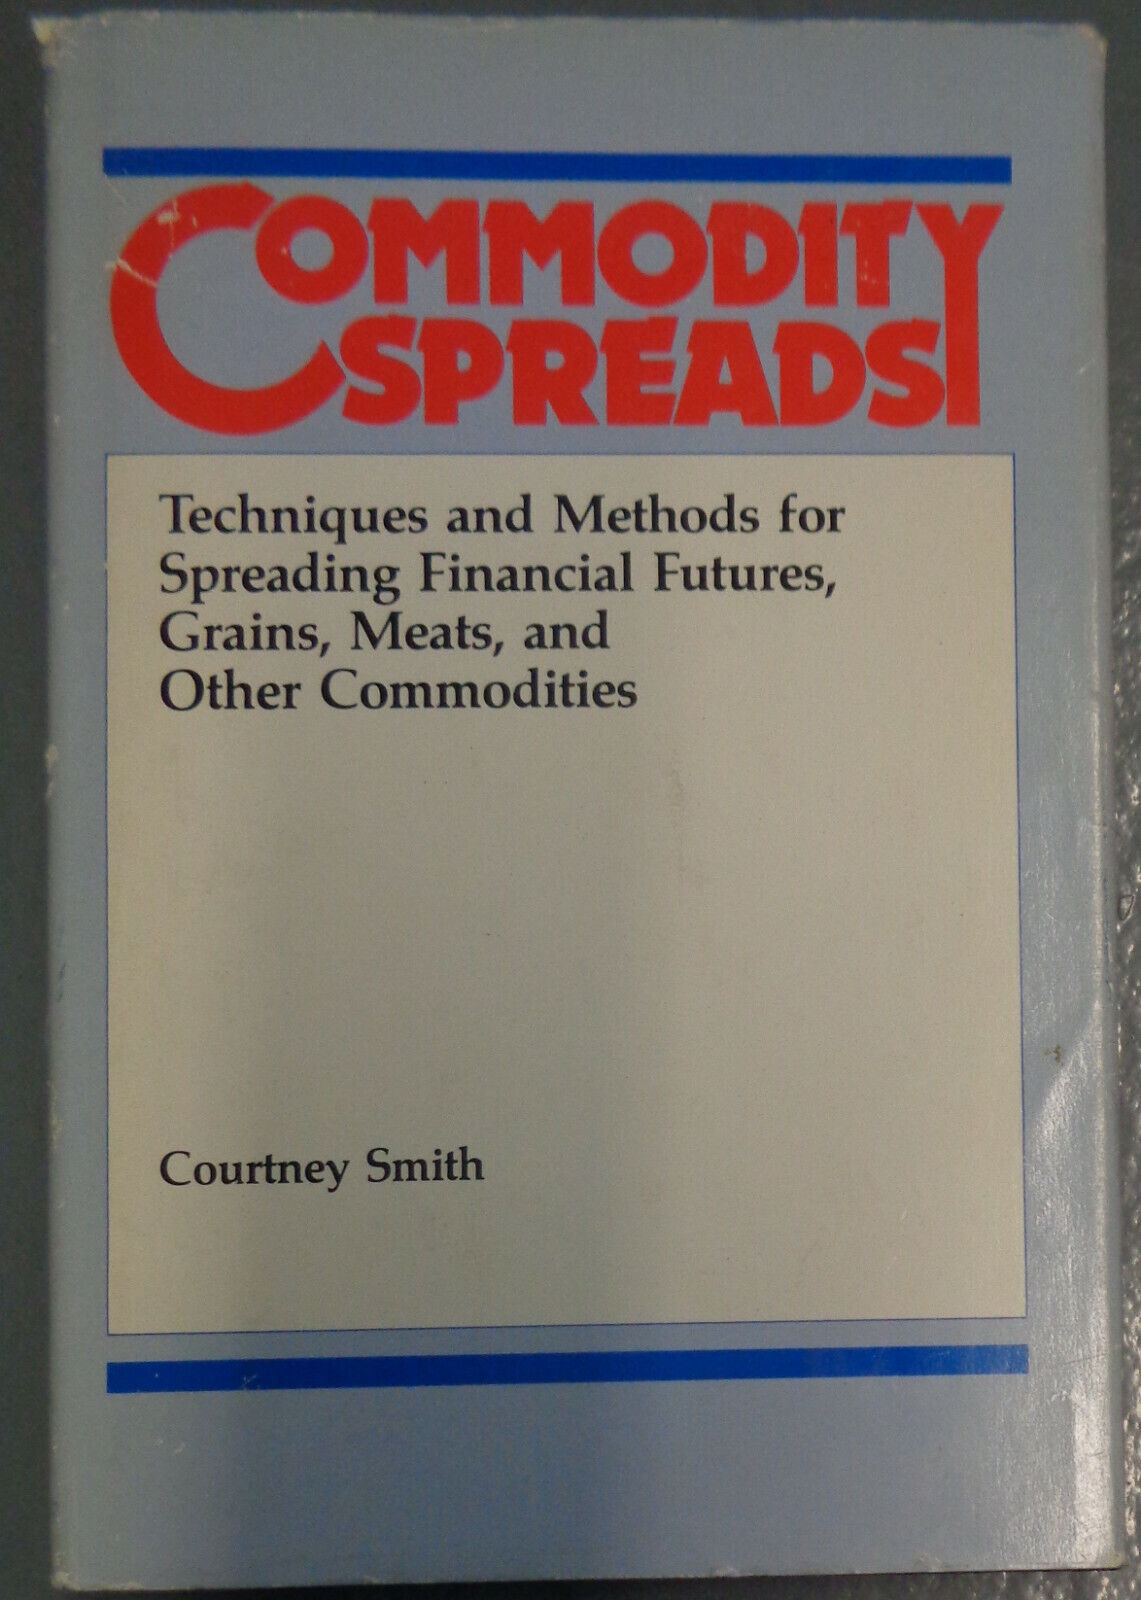 COMMODITY
SPREADS
Techniques and Methods for
Spreading Financial Futures,
Grains, Meats, and
Other Commodities
Courtney Smith